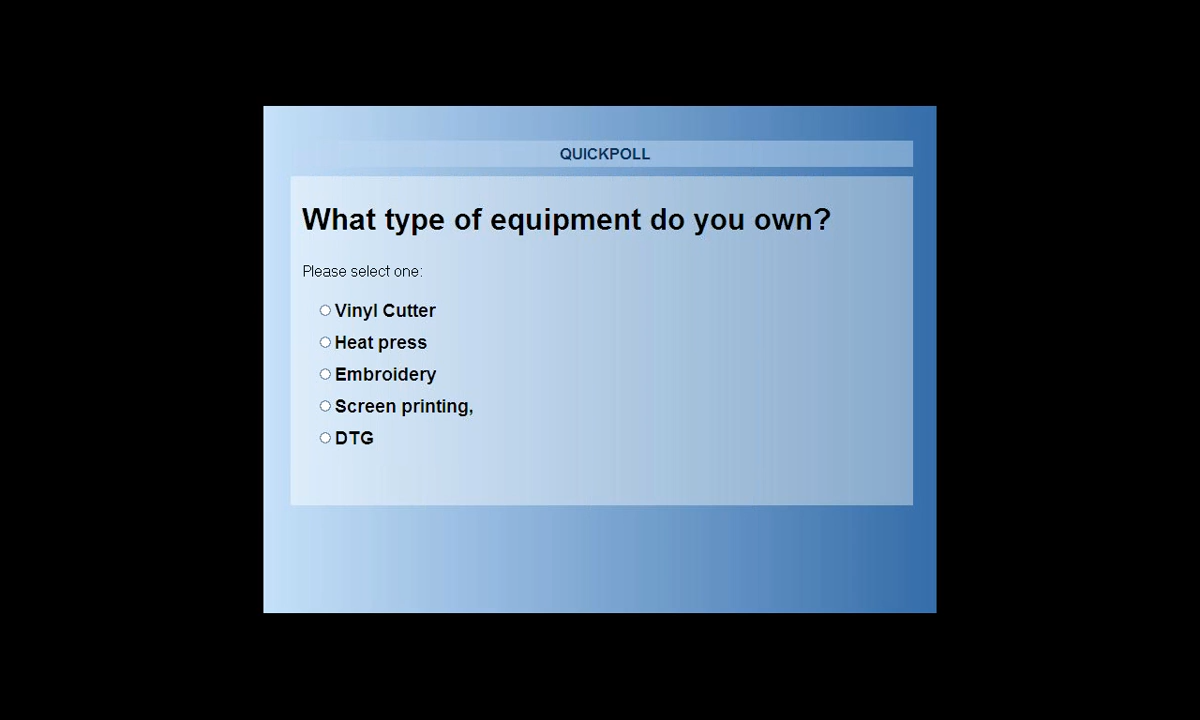 QUICKPOLL
What type of equipment do you own?
Please select one:
Vinyl Cutter
Heat press
Embroidery
Screen printing,
DTG